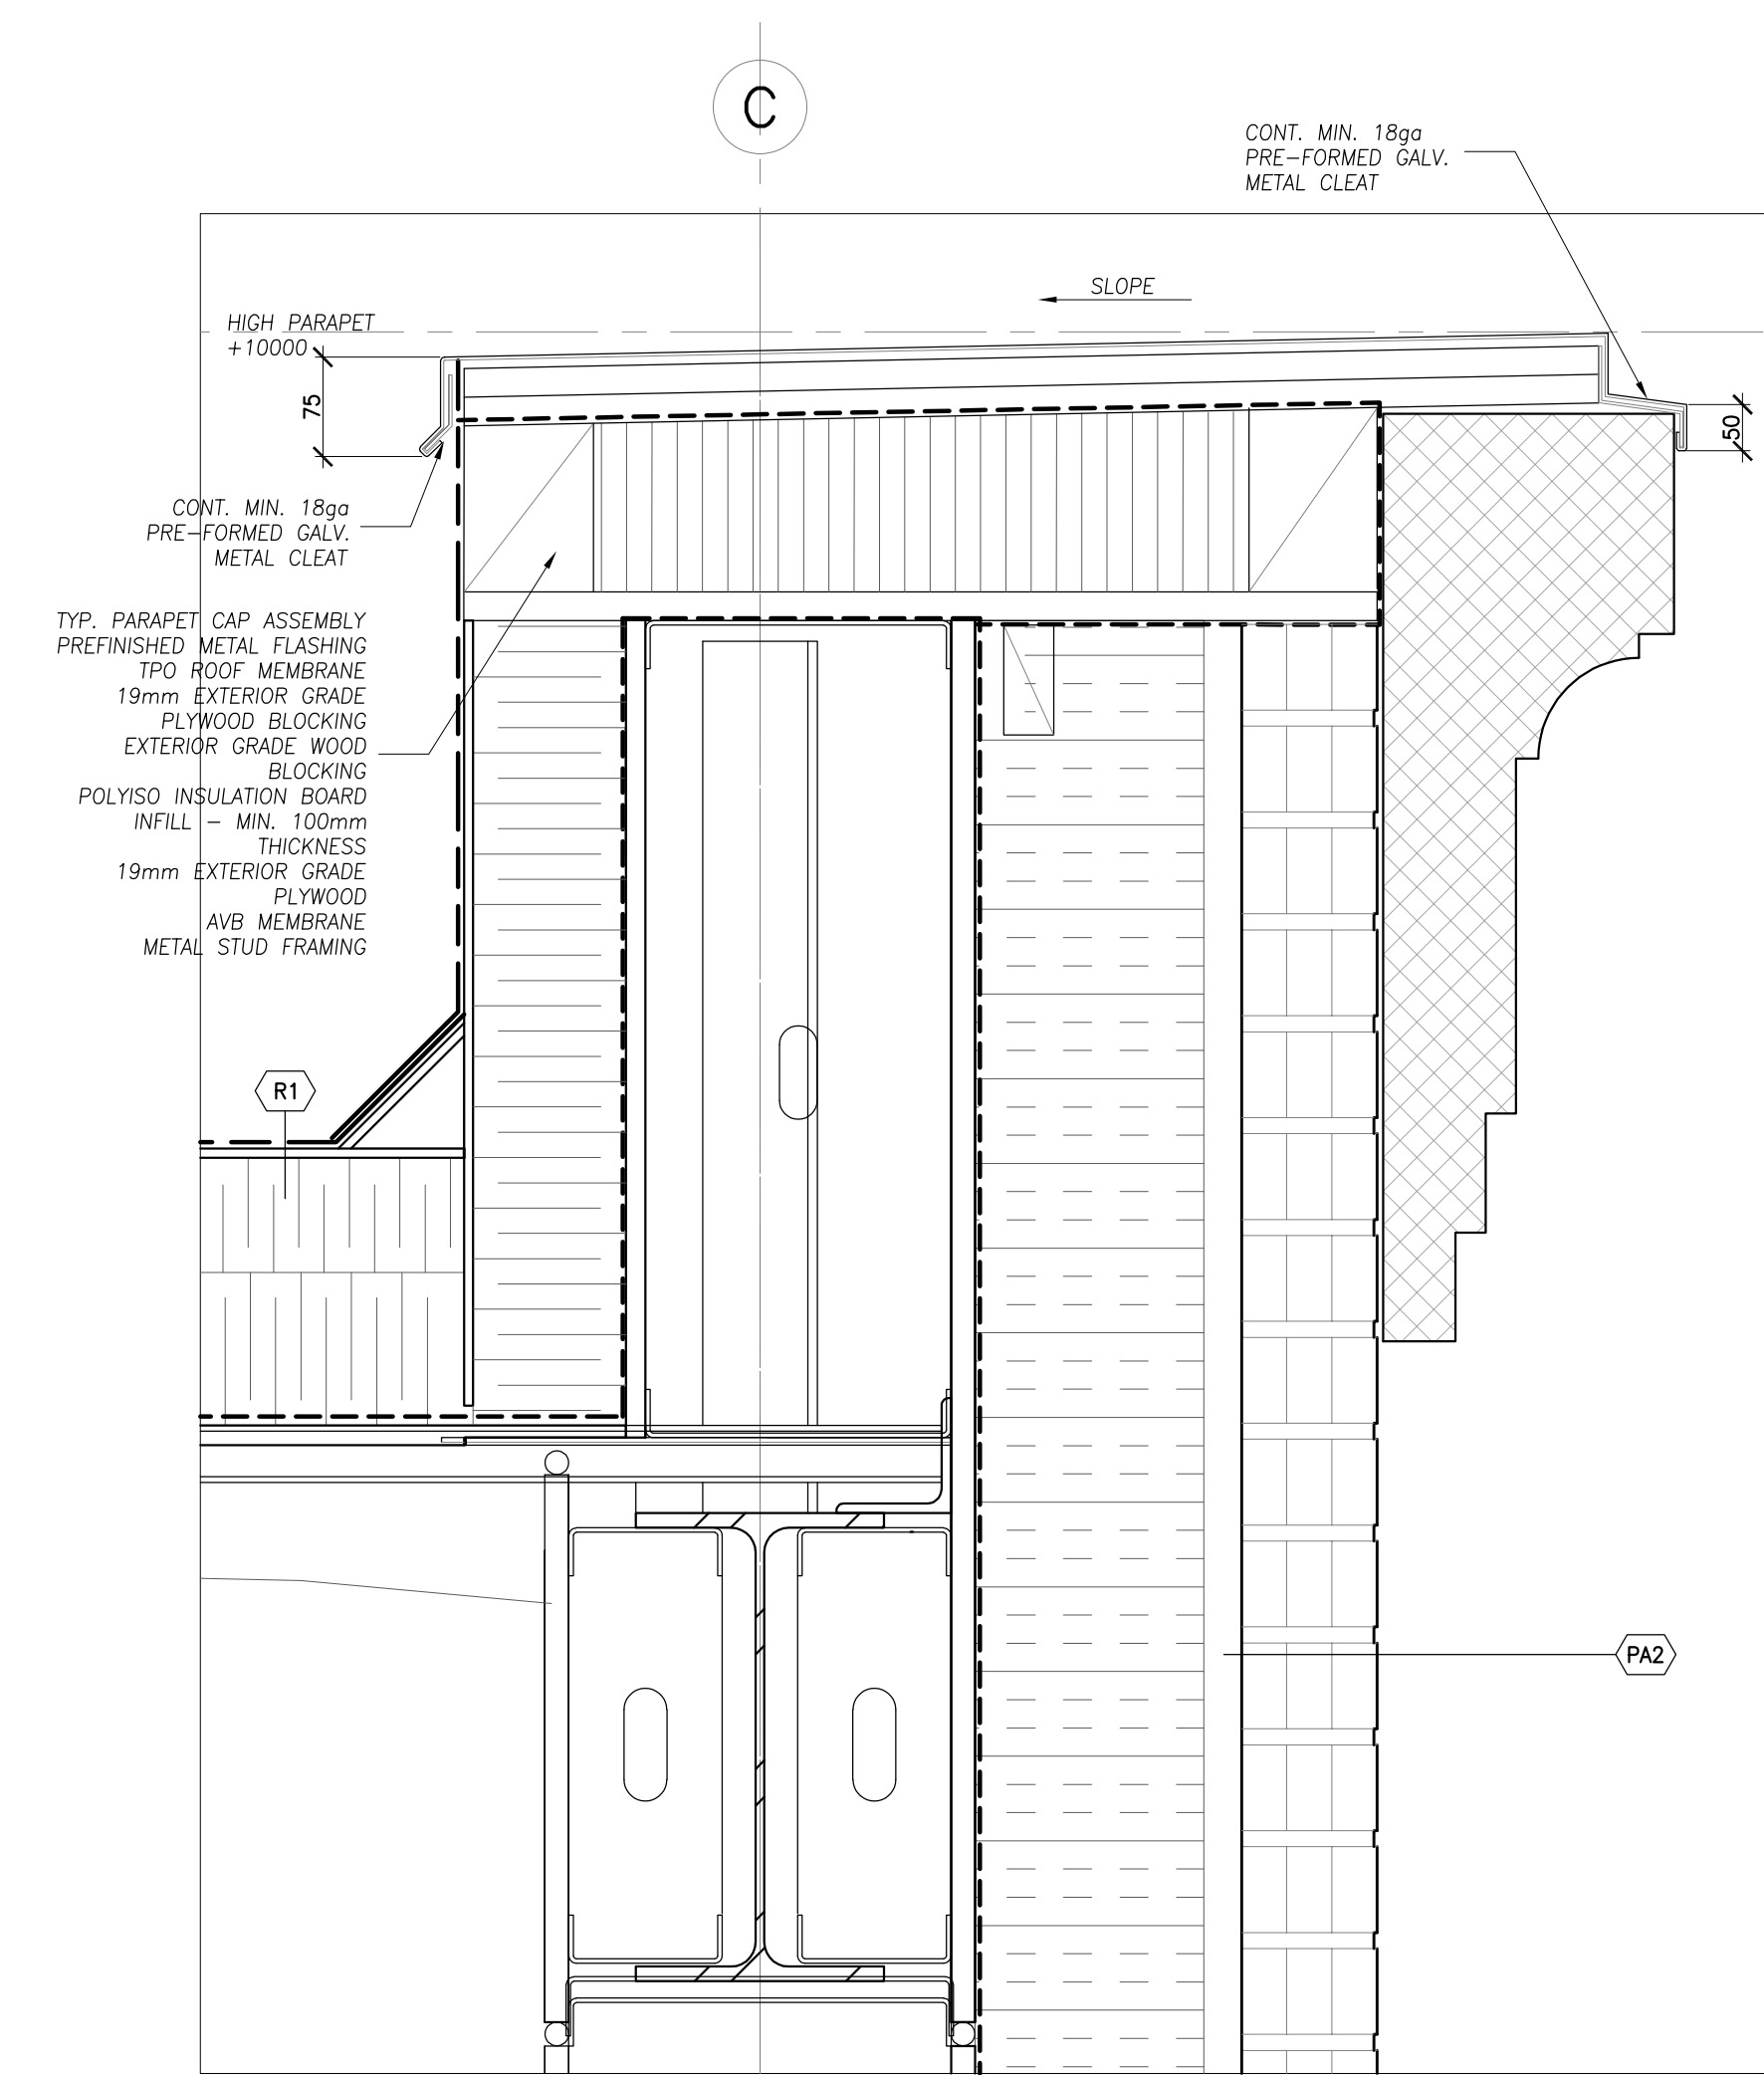 C
CONT. MIN. 18ga
PRE-FORMED GALV.
METAL CLEAT
SLOPE
HIGH PARAPET
+10000
75
50
CONT. MIN. 18ga
PRE-FORMED GALV.
METAL CLEAT
TYP. PARAPET CAP ASSEMBLY
PREFINISHED METAL FLASHING
TPO ROOF MEMBRANE
19mm EXTERIOR GRADE
PLYWOOD BLOCKING
EXTERIOR GRADE WOOD
BLOCKING
POLYISO INSULATION BOARD
INFILL - MIN. 100mm
THICKNESS
19mm EXTERIOR GRADE
PLYWOOD
AVB MEMBRANE
METAL STUD FRAMING
R1
PA2